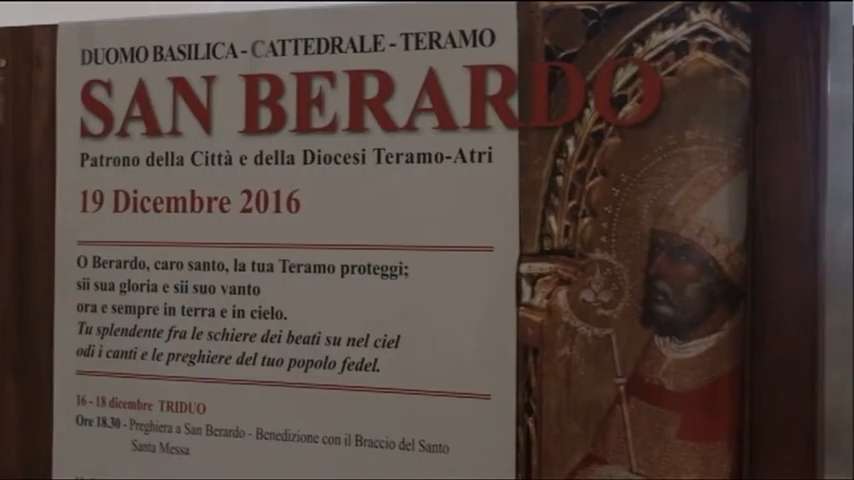 DUOMO BASILICA - CATTEDRALE - TERAMO
SAN BERARDO
Patrono della Città e della Diocesi Teramo-Atri
19 Dicembre 2016
O Berardo, caro santo, la tua Teramo proteggi;
sii sua gloria e sii suo vanto
ora e sempre in terra e in cielo.
Tu splendente fra le schiere dei beati su nel ciel
odi i canti e le preghiere del tuo popolo fedel.
16 - 18 dicembre TRIDUO
Ore 18.30 - Preghiera a San Berardo - Benedizione con il Braccio del Santo
Santa Messa